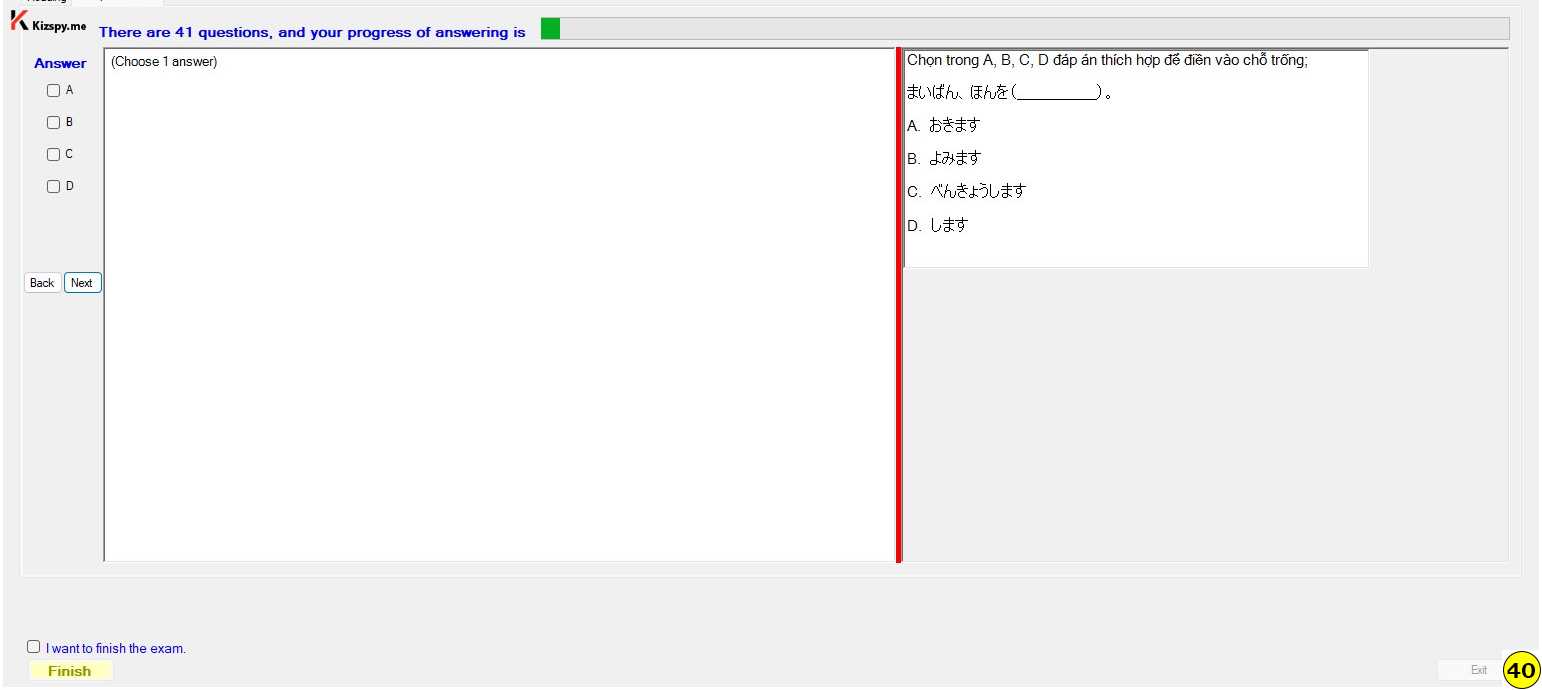 Kizspy.me
There are 41 questions, and your progress of answering is
Answer
A
B
C
D
Back Next
(Choose 1 answer)
Chọn trong A, B, C, D đáp án thích hợp để điền vào chỗ trống;
まいばん、ほんを(__________)。
A. おきます
B. よみます
C. べんきょうします
D. します
I want to finish the exam.
Finish
Exit
40